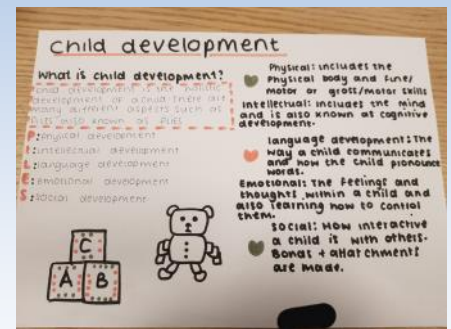 child development
What is child development?
child development is the holistic
development of a child there are
many different aspects such as
PILES also known as PIES.
P: physical development
I: intellectual development
L: language development
E: emotional development
S: social development
C
A B
Physical: includes the
Physical body and fine/
motor or gross/motor skills
Intellectual: includes the mind
and is also known as cognitive
development.
language development: The
way a child communicates
and how the child pronounce
words.
Emotional: The feelings and
thoughts within a child and
also learning how to control
them.
Social: How interactive
a child is with others.
Bonds + attatchments
are made.